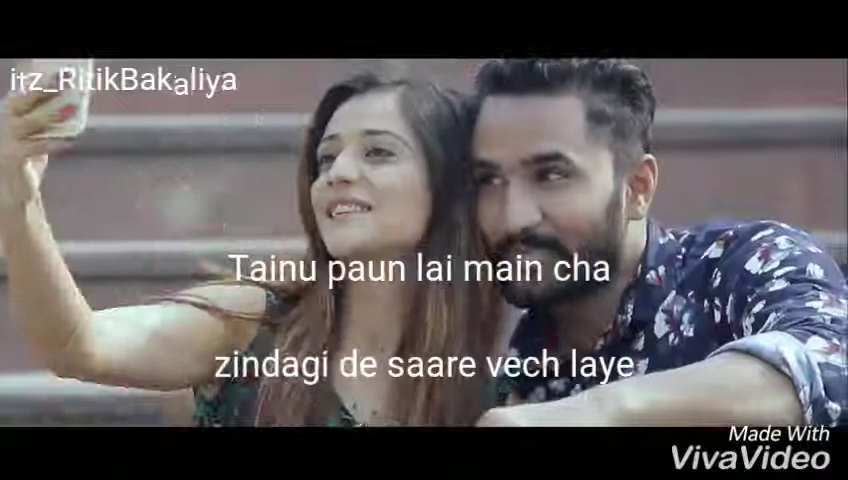 itz_RitikBakaliya
Tainu paun lai main cha
zindagi de saare vech laye
Made With
VivaVideo